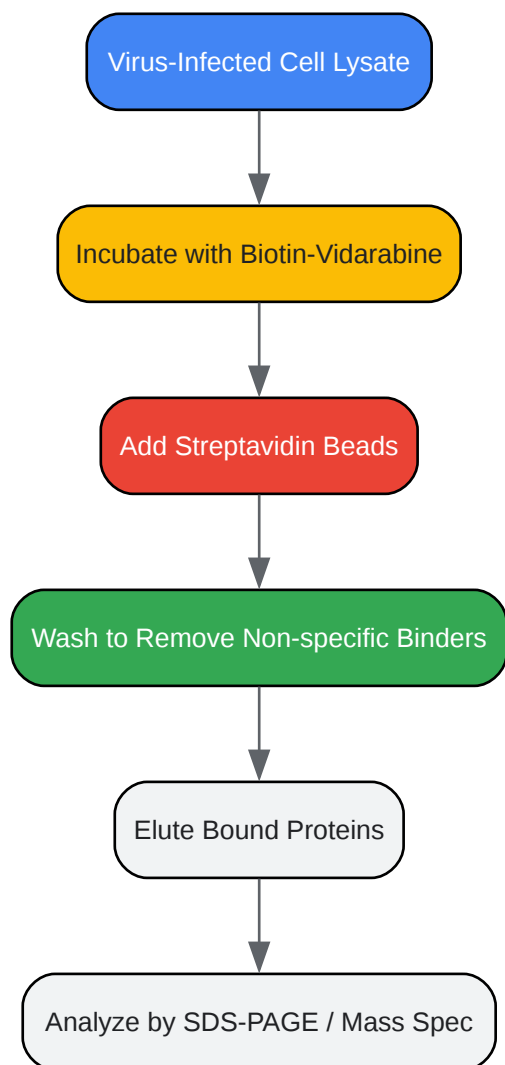 Virus-Infected Cell Lysate
Incubate with Biotin-Vidarabine
Add Streptavidin Beads
Wash to Remove Non-specific Binders
Elute Bound Proteins
Analyze by SDS-PAGE / Mass Spec